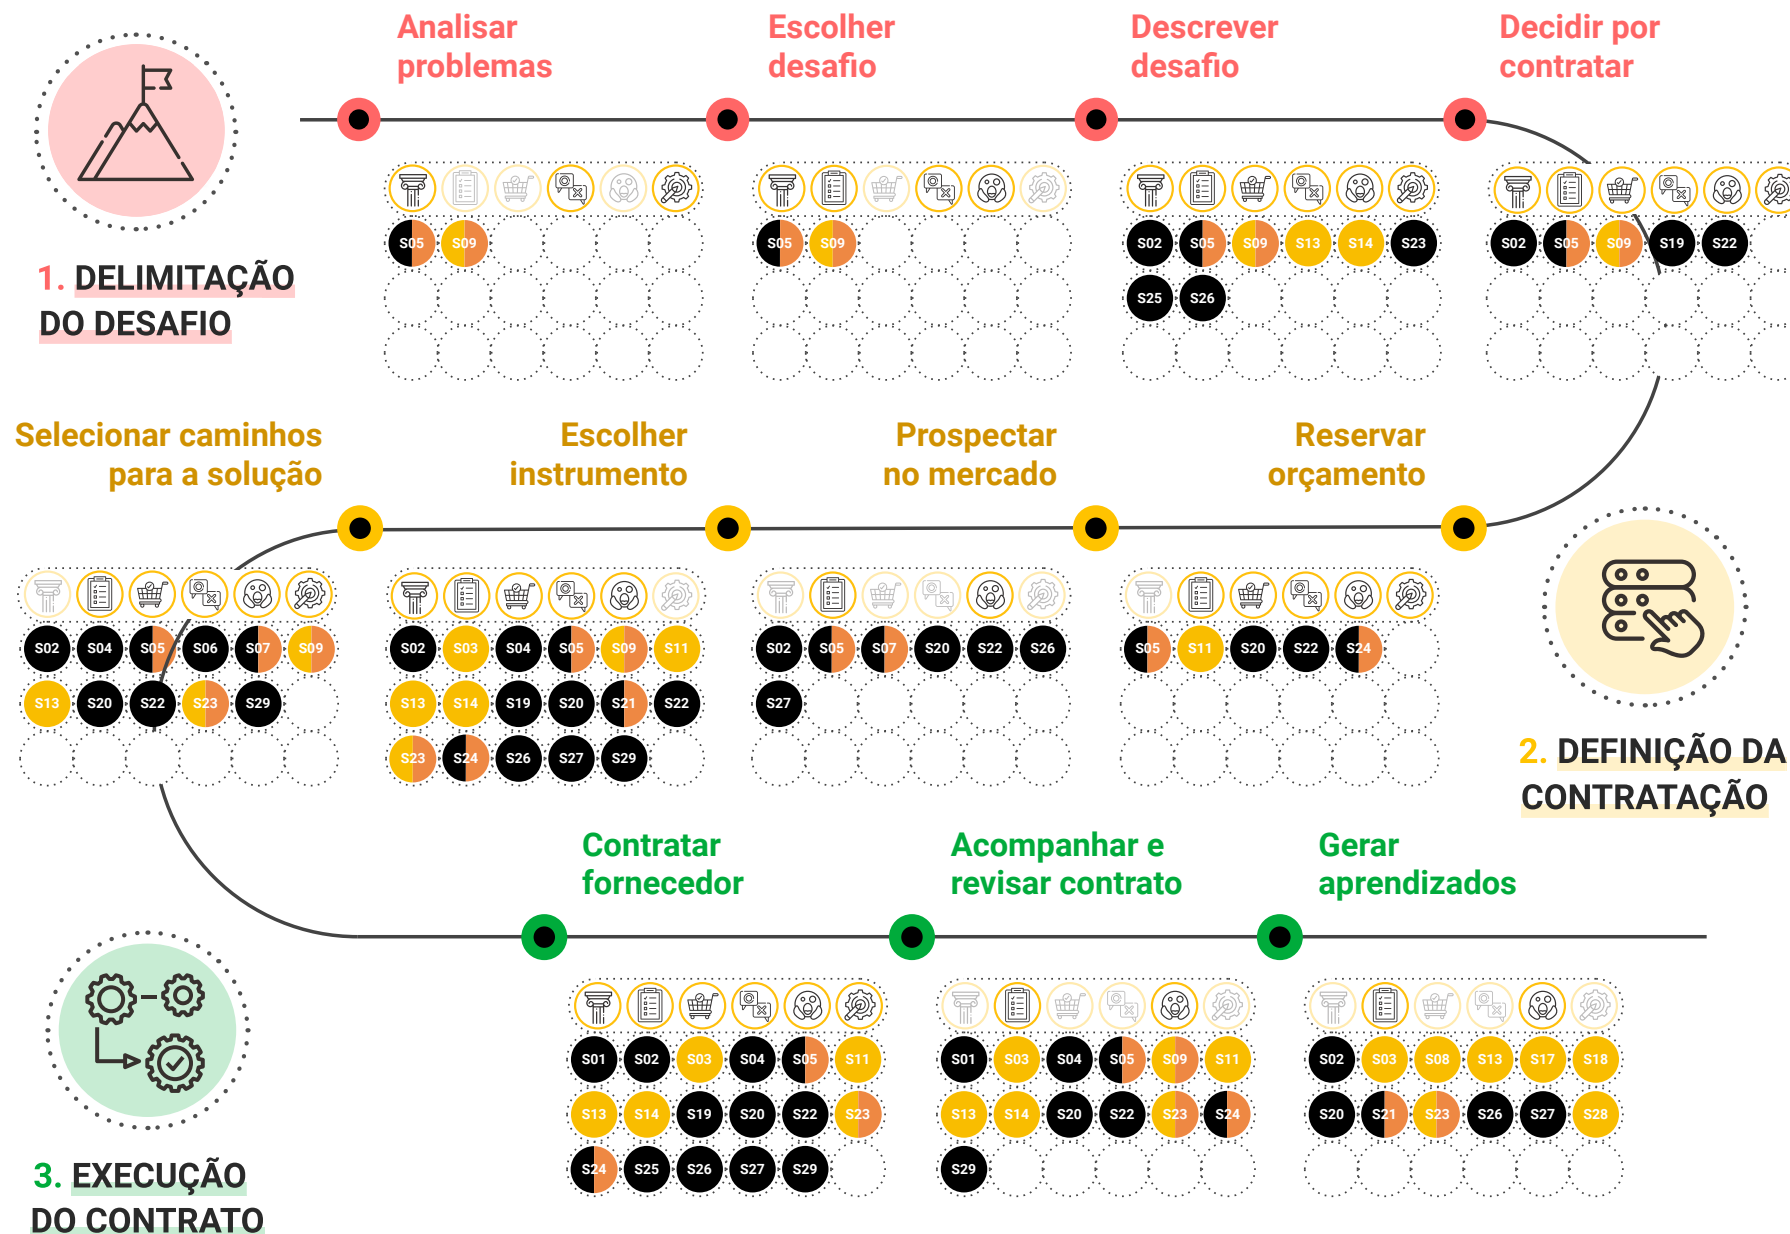 Analisar
problemas
Escolher
desafio
Descrever
desafio
Decidir por
contratar
S05 S09
S05 S09
S02 S05 S09 S13 S14 S23
S25 S26
S02 S05 S09 S19 S22
1. DELIMITAÇÃO
DO DESAFIO
Selecionar caminhos
para a solução
Escolher
instrumento
Prospectar
no mercado
Reservar
orçamento
S02 S04 S05 S06 S07 S09
S13 S20 S22 S23 S29
S02 S03 S04 S05 S09 S11
S13 S14 S19 S20 S21 S22
S23 S24 S26 S27 S29
S02 S05 S07 S20 S22 S26
S27
S05 S11 S20 S22 S24
2. DEFINIÇÃO DA
CONTRATAÇÃO
Contratar
fornecedor
Acompanhar e
revisar contrato
Gerar
aprendizados
S01 S02 S03 S04 S05 S11
S13 S14 S19 S20 S22 S23
S24 S25 S26 S27 S29
S01 S03 S04 S05 S09 S11
S13 S14 S20 S22 S23 S24
S29
S02 S03 S08 S13 S17 S18
S20 S21 S23 S26 S27 S28
3. EXECUÇÃO
DO CONTRATO